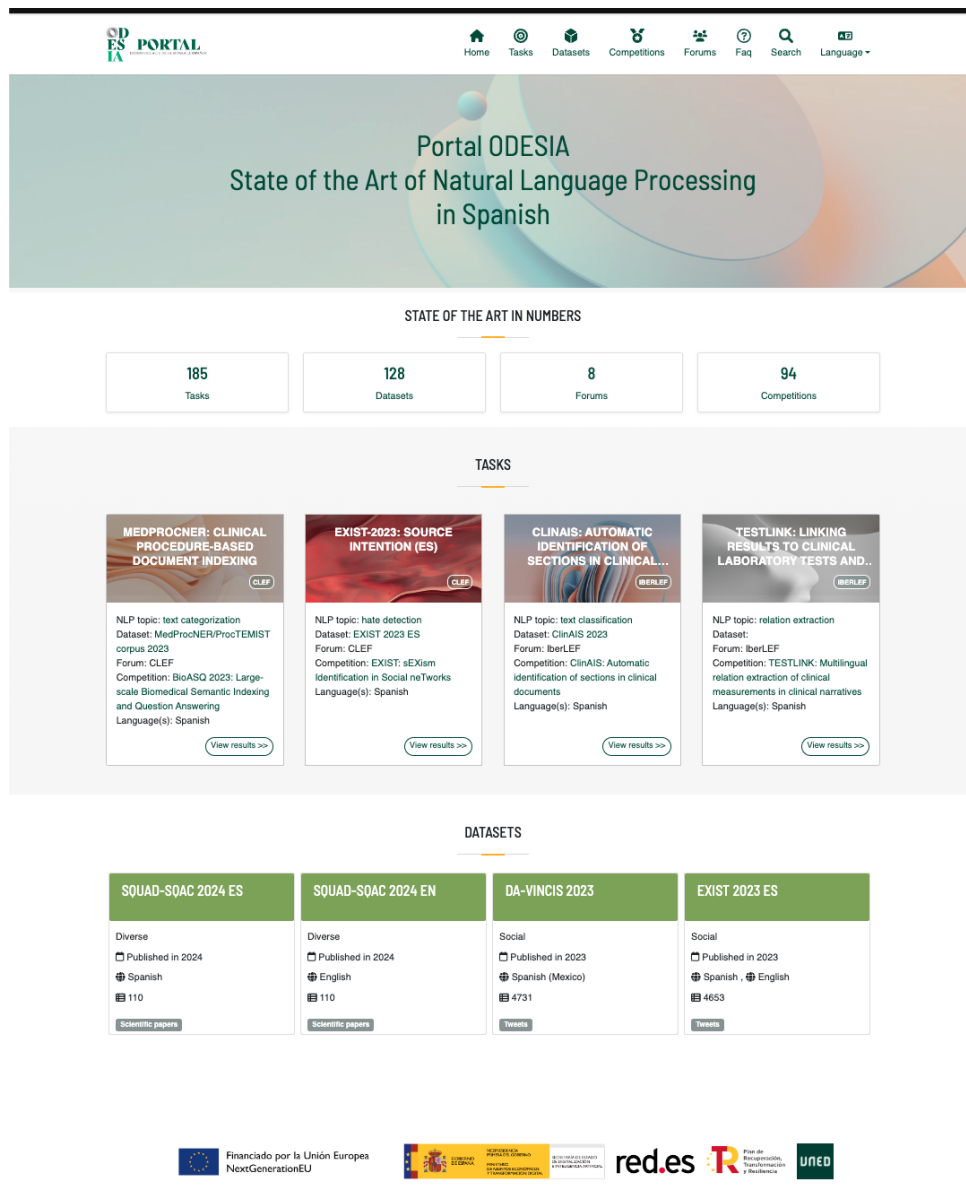 OD
ES PORTAL
IA
Home Tasks Datasets Competitions Forums Faq Search Language
Portal ODESIA
State of the Art of Natural Language Processing
in Spanish
STATE OF THE ART IN NUMBERS
185
Tasks
128
Datasets
8
Forums
94
Competitions
TASKS
MEDPROCNER: CLINICAL
PROCEDURE-BASED
DOCUMENT INDEXING
CLEF
NLP topic: text categorization
Dataset: MedProcNER/ProcTEMIST
corpus 2023
Forum: CLEF
Competition: BioASQ 2023: Large-
scale Biomedical Semantic Indexing
and Question Answering
Language(s): Spanish
View results >>
EXIST-2023: SOURCE
INTENTION (ES)
CLEF
NLP topic: hate detection
Dataset: EXIST 2023 ES
Forum: CLEF
Competition: EXIST: sEXism
Identification in Social neTworks
Language(s): Spanish
View results >>
CLINAIS: AUTOMATIC
IDENTIFICATION OF
SECTIONS IN CLINICAL...
IBERLEF
NLP topic: text classification
Dataset: ClinAIS 2023
Forum: IberLEF
Competition: ClinAIS: Automatic
identification of sections in clinical
documents
Language(s): Spanish
View results >>
TESTLINK: LINKING
RESULTS TO CLINICAL
LABORATORY TESTS AND..
IBERLEF
NLP topic: relation extraction
Dataset:
Forum: IberLEF
Competition: TESTLINK: Multilingual
relation extraction of clinical
measurements in clinical narratives
Language(s): Spanish
View results >>
DATASETS
SQUAD-SQAC 2024 ES
Diverse
Published in 2024
Spanish
110
Scientific papers
SQUAD-SQAC 2024 EN
Diverse
Published in 2024
English
110
Scientific papers
DA-VINCIS 2023
Social
Published in 2023
Spanish (Mexico)
4731
Tweets
EXIST 2023 ES
Social
Published in 2023
Spanish , English
4653
Tweets
Financiado por la Unión Europea
NextGenerationEU
GOBIERNO
DE ESPAÑA
red.es
Plan de
Recuperación,
Transformación
y Resiliencia
UNED